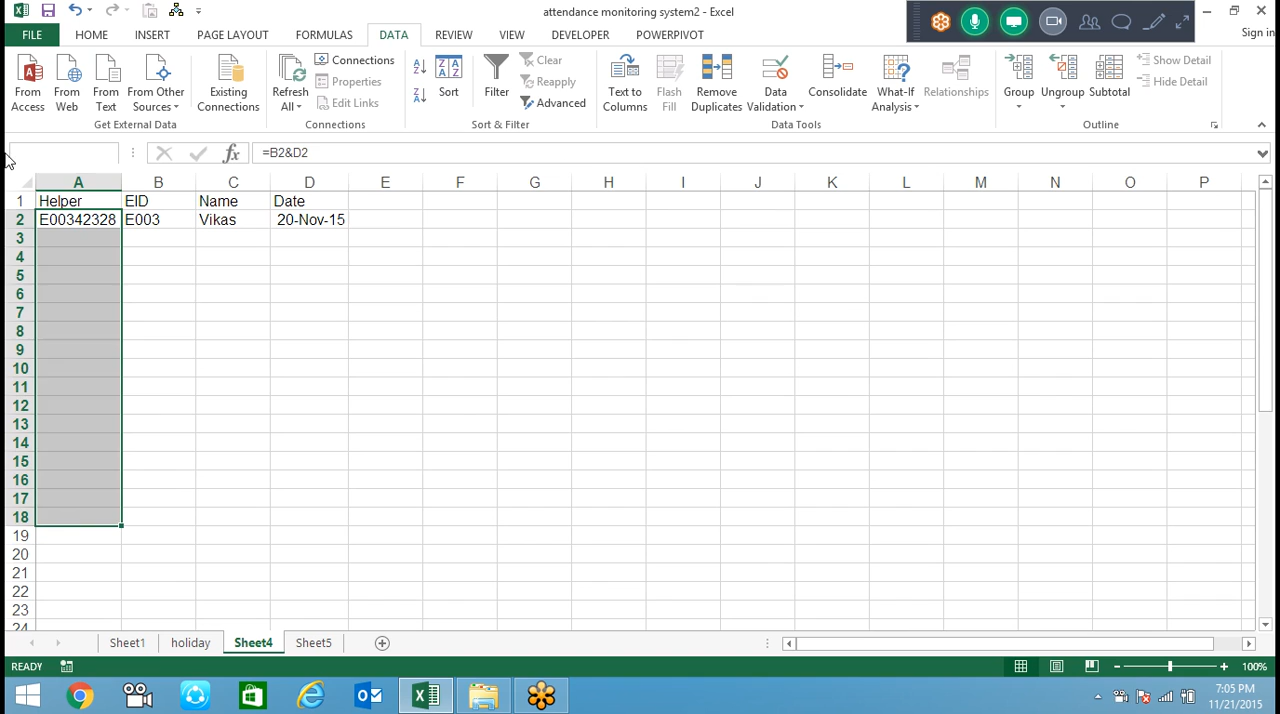 attendance monitoring system2 - Excel
Sign in
FILE HOME INSERT PAGE LAYOUT FORMULAS DATA REVIEW VIEW DEVELOPER POWERPIVOT
From Access
From Web
From Text
From Other Sources
Existing Connections
Get External Data
Refresh All
Connections
Properties
Edit Links
Connections
Sort
Filter
Clear
Reapply
Advanced
Sort & Filter
Text to Columns
Flash Fill
Remove Duplicates
Data Validation
Consolidate
What-If Analysis
Relationships
Data Tools
Group
Ungroup
Subtotal
Show Detail
Hide Detail
Outline
fx =B2&D2
A B C D E F G H I J K L M N O P
1 Helper EID Name Date
2 E00342328 E003 Vikas 20-Nov-15
3
4
5
6
7
8
9
10
11
12
13
14
15
16
17
18
19
20
21
22
23
24
Sheet1 holiday Sheet4 Sheet5
READY
100%
7:05 PM
11/21/2015